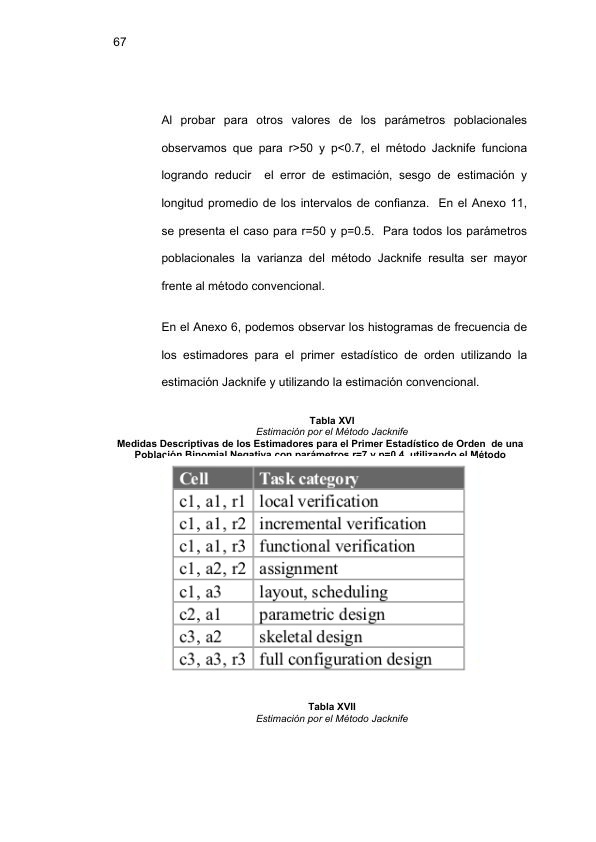 67
Al probar para otros valores de los parámetros poblacionales
observamos que para r>50 y p<0.7, el método Jacknife funciona
logrando reducir el error de estimación, sesgo de estimación y
longitud promedio de los intervalos de confianza. En el Anexo 11,
se presenta el caso para r=50 y p=0.5. Para todos los parámetros
poblacionales la varianza del método Jacknife resulta ser mayor
frente al método convencional.
En el Anexo 6, podemos observar los histogramas de frecuencia de
los estimadores para el primer estadístico de orden utilizando la
estimación Jacknife y utilizando la estimación convencional.
Tabla XVI
Estimación por el Método Jacknife
Medidas Descriptivas de los Estimadores para el Primer Estadístico de Orden de una
Población Binomial Negativa con parámetros r=7 y p=0.4 utilizando el Método
Cell Task category
c1, a1, r1 local verification
c1, a1, r2 incremental verification
c1, a1, r3 functional verification
c1, a2, r2 assignment
c1, a3 layout, scheduling
c2, a1 parametric design
c3, a2 skeletal design
c3, a3, r3 full configuration design
Tabla XVII
Estimación por el Método Jacknife